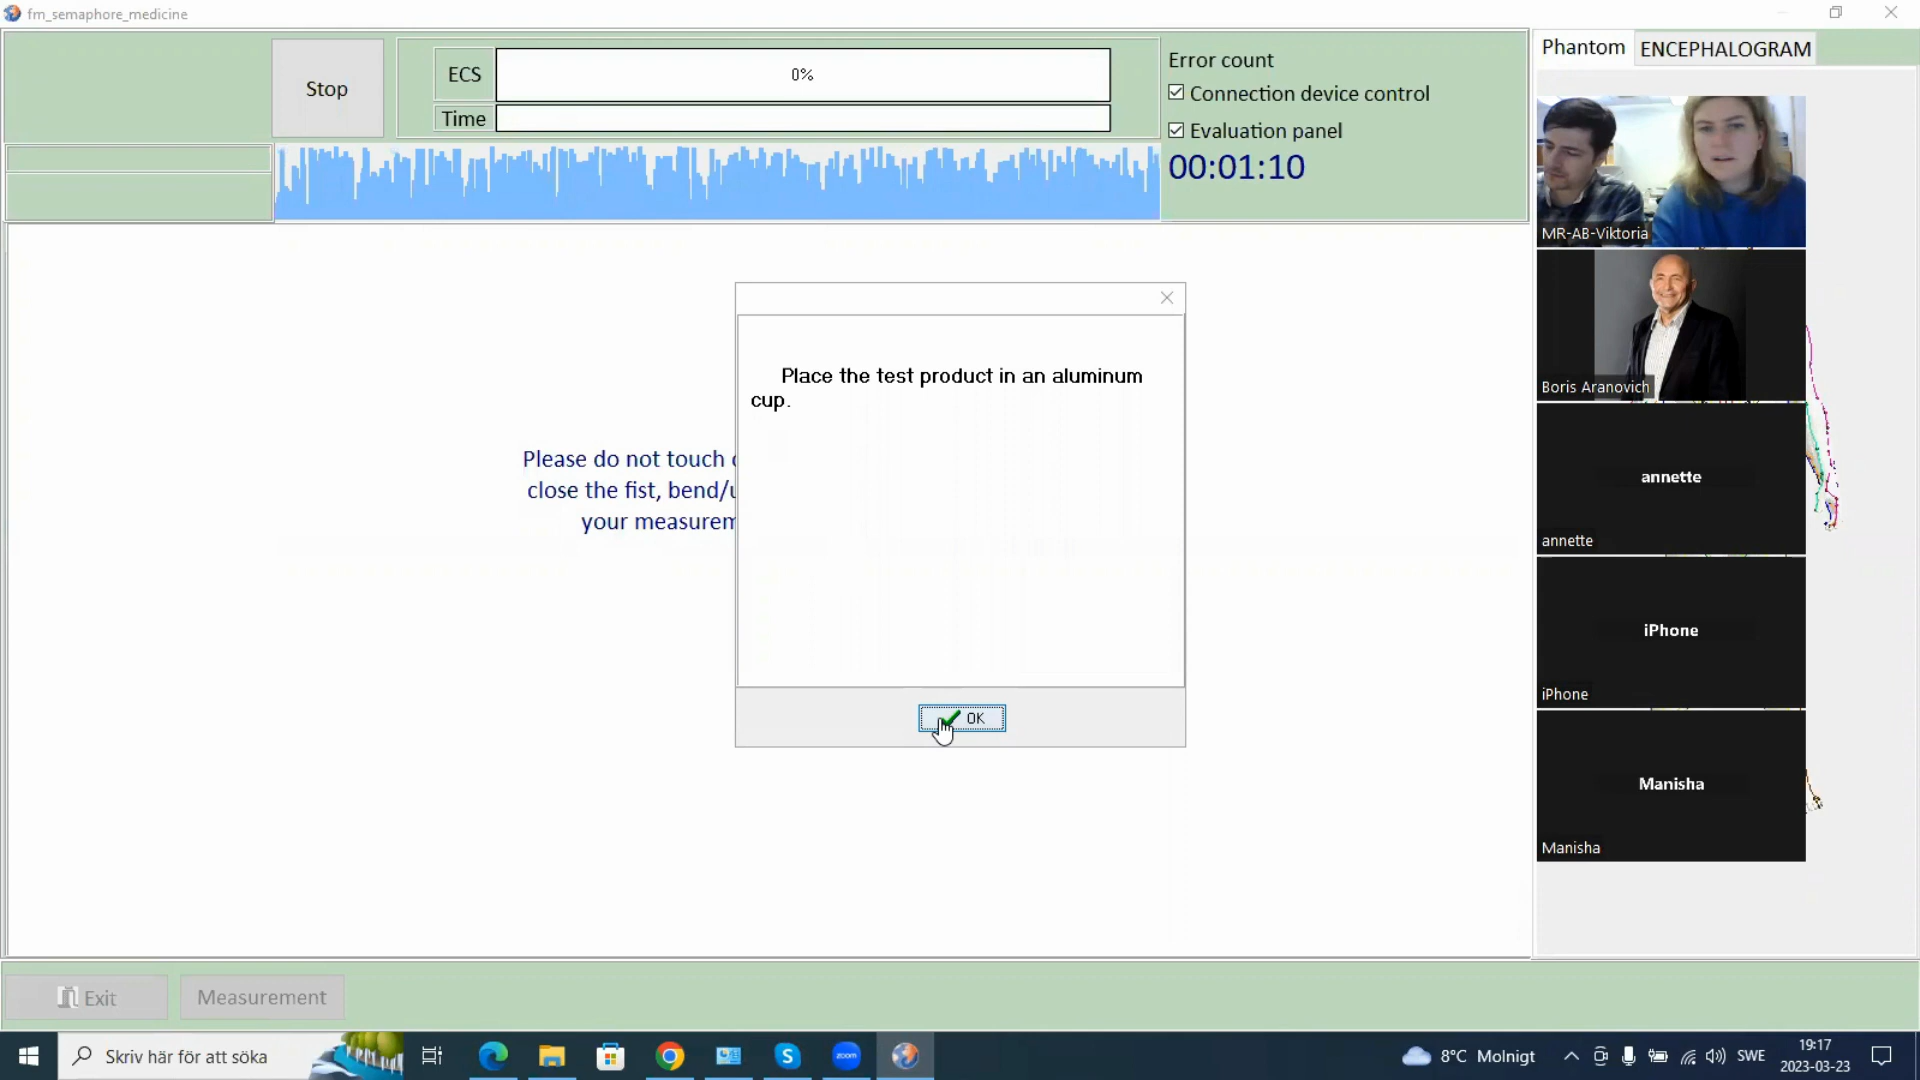 fm_semaphore_medicine
Stop
ECS
0%
Time
Error count
Connection device control
Evaluation panel
00:01:10
Phantom
ENCEPHALOGRAM
MR-AB-Viktoria
Boris Aranovich
annette
annette
iPhone
iPhone
Manisha
Manisha
Place the test product in an aluminum
cup.
OK
Please do not touch
close the fist, bend/u
your measurem
Exit
Measurement
Skriv här för att söka
zoom
8°C Molnigt
SWE
19:17
2023-03-23